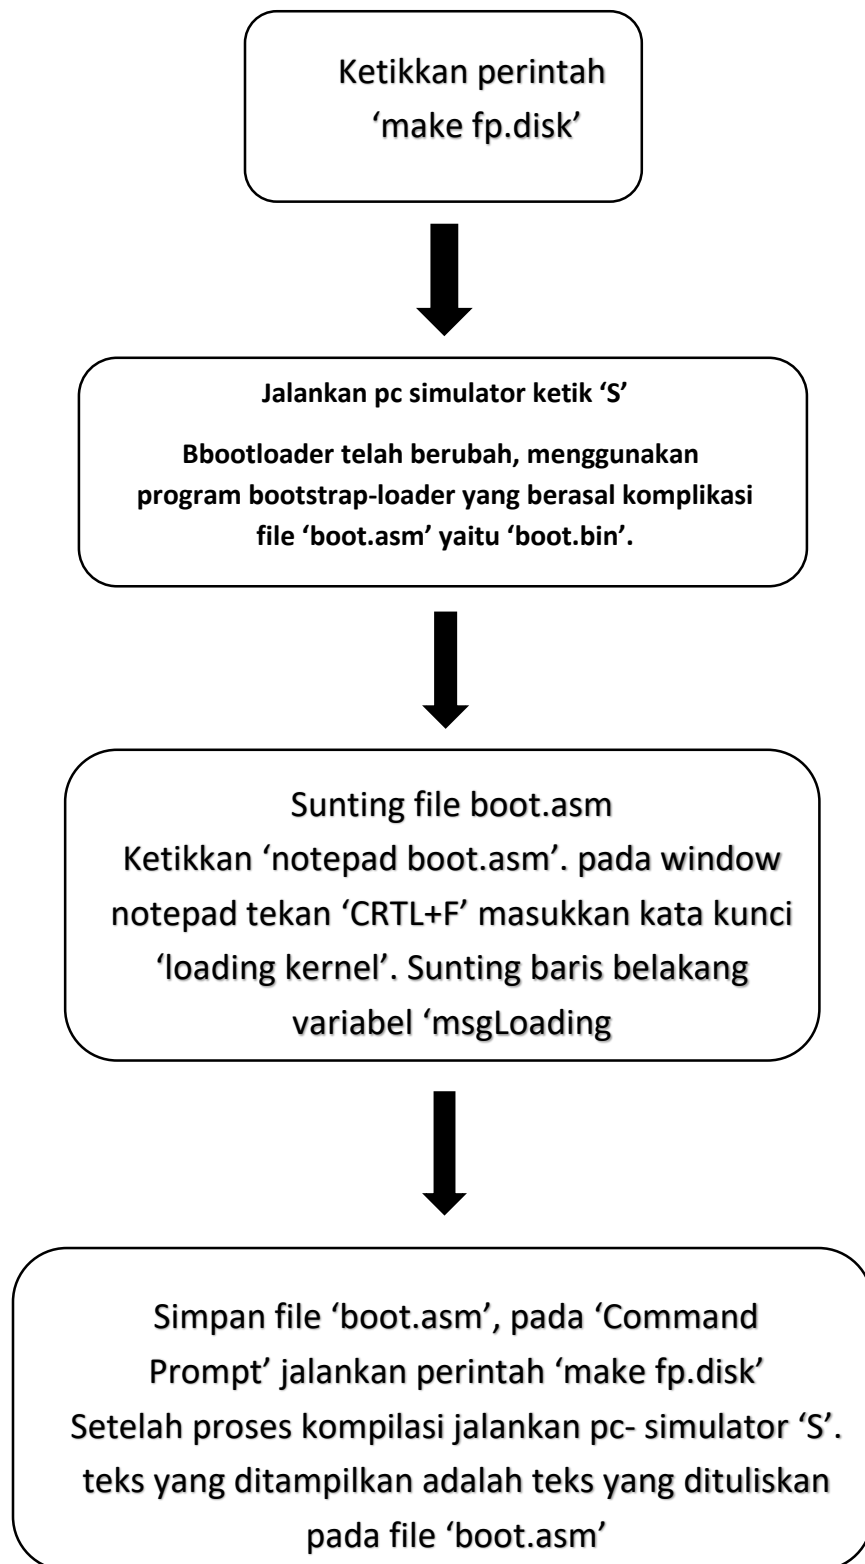 Ketikkan perintah
‘make fp.disk’
Jalankan pc simulator ketik ‘S’
Bbootloader telah berubah, menggunakan
program bootstrap-loader yang berasal komplikasi
file ‘boot.asm’ yaitu ‘boot.bin’.
Sunting file boot.asm
Ketikkan ‘notepad boot.asm’. pada window
notepad tekan ‘CRTL+F’ masukkan kata kunci
‘loading kernel’. Sunting baris belakang
variabel ‘msgLoading
Simpan file ‘boot.asm’, pada ‘Command
Prompt’ jalankan perintah ‘make fp.disk’
Setelah proses kompilasi jalankan pc- simulator ‘S’.
teks yang ditampilkan adalah teks yang dituliskan
pada file ‘boot.asm’